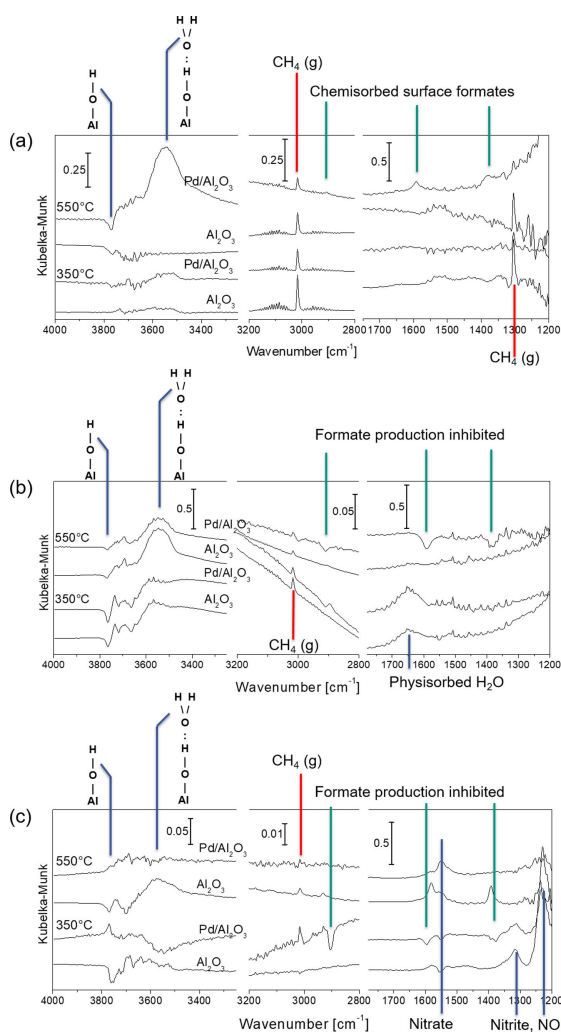 H H
H O
| :
O H
| |
Al O
|
Al
CH4 (g)
Chemisorbed surface formates
(a)
0.25
0.25
0.5
Pd/Al2O3
550°C
Al2O3
350°C
Pd/Al2O3
Al2O3
Kubelka-Munk
4000 3800 3600 3400 3200 3000 2800 1700 1600 1500 1400 1300 1200
Wavenumber [cm-1]
CH4 (g)
H H
H O
| :
O H
| |
Al O
|
Al
Formate production inhibited
(b)
0.5
0.05
0.5
Pd/Al2O3
550°C
Al2O3
Pd/Al2O3
350°C
Al2O3
Kubelka-Munk
CH4 (g)
4000 3800 3600 3400 3200 3000 2800 1700 1600 1500 1400 1300 1200
Wavenumber [cm-1]
Physisorbed H2O
H H
H O
| :
O H
| |
Al O
|
Al
CH4 (g)
Formate production inhibited
(c)
0.05
0.01
0.5
Pd/Al2O3
550°C
Al2O3
350°C
Pd/Al2O3
Al2O3
Kubelka-Munk
Nitrate
Nitrite, NO
4000 3800 3600 3400 3200 3000 2800 1700 1600 1500 1400 1300 1200
Wavenumber [cm-1]